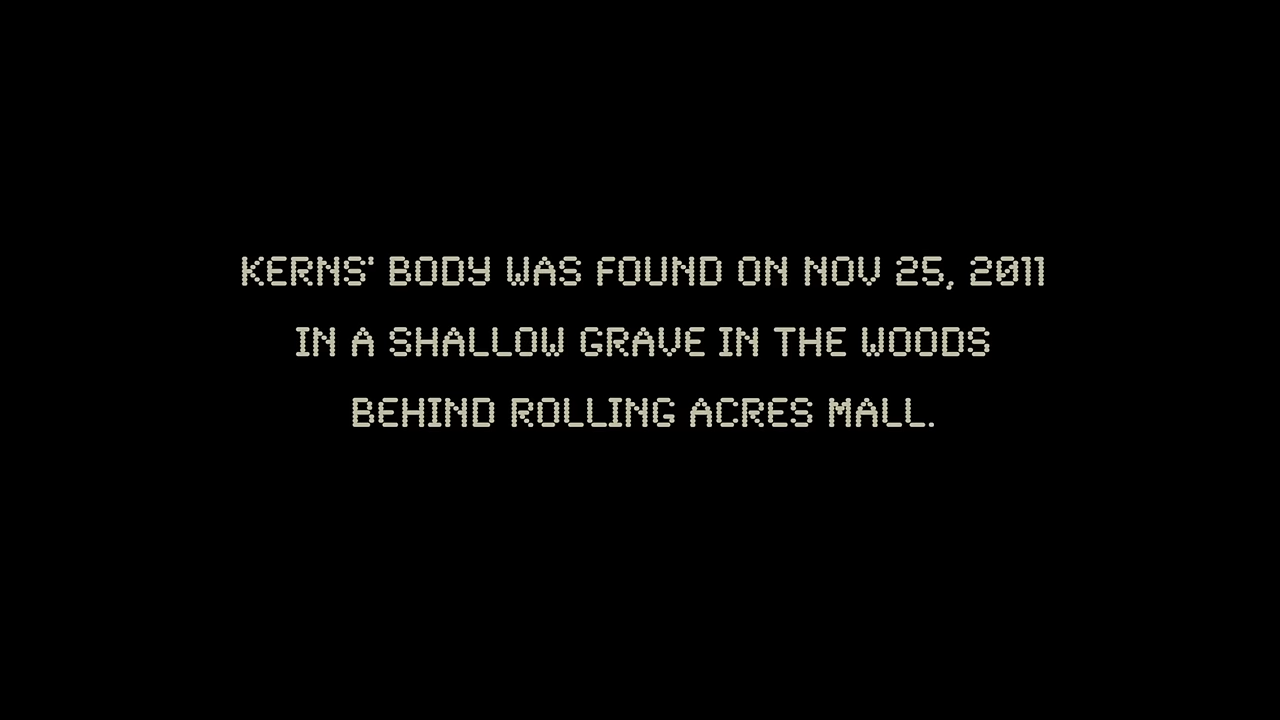 KERNS' BODY WAS FOUND ON NOV 25, 2011
IN A SHALLOW GRAVE IN THE WOODS
BEHIND ROLLING ACRES MALL.